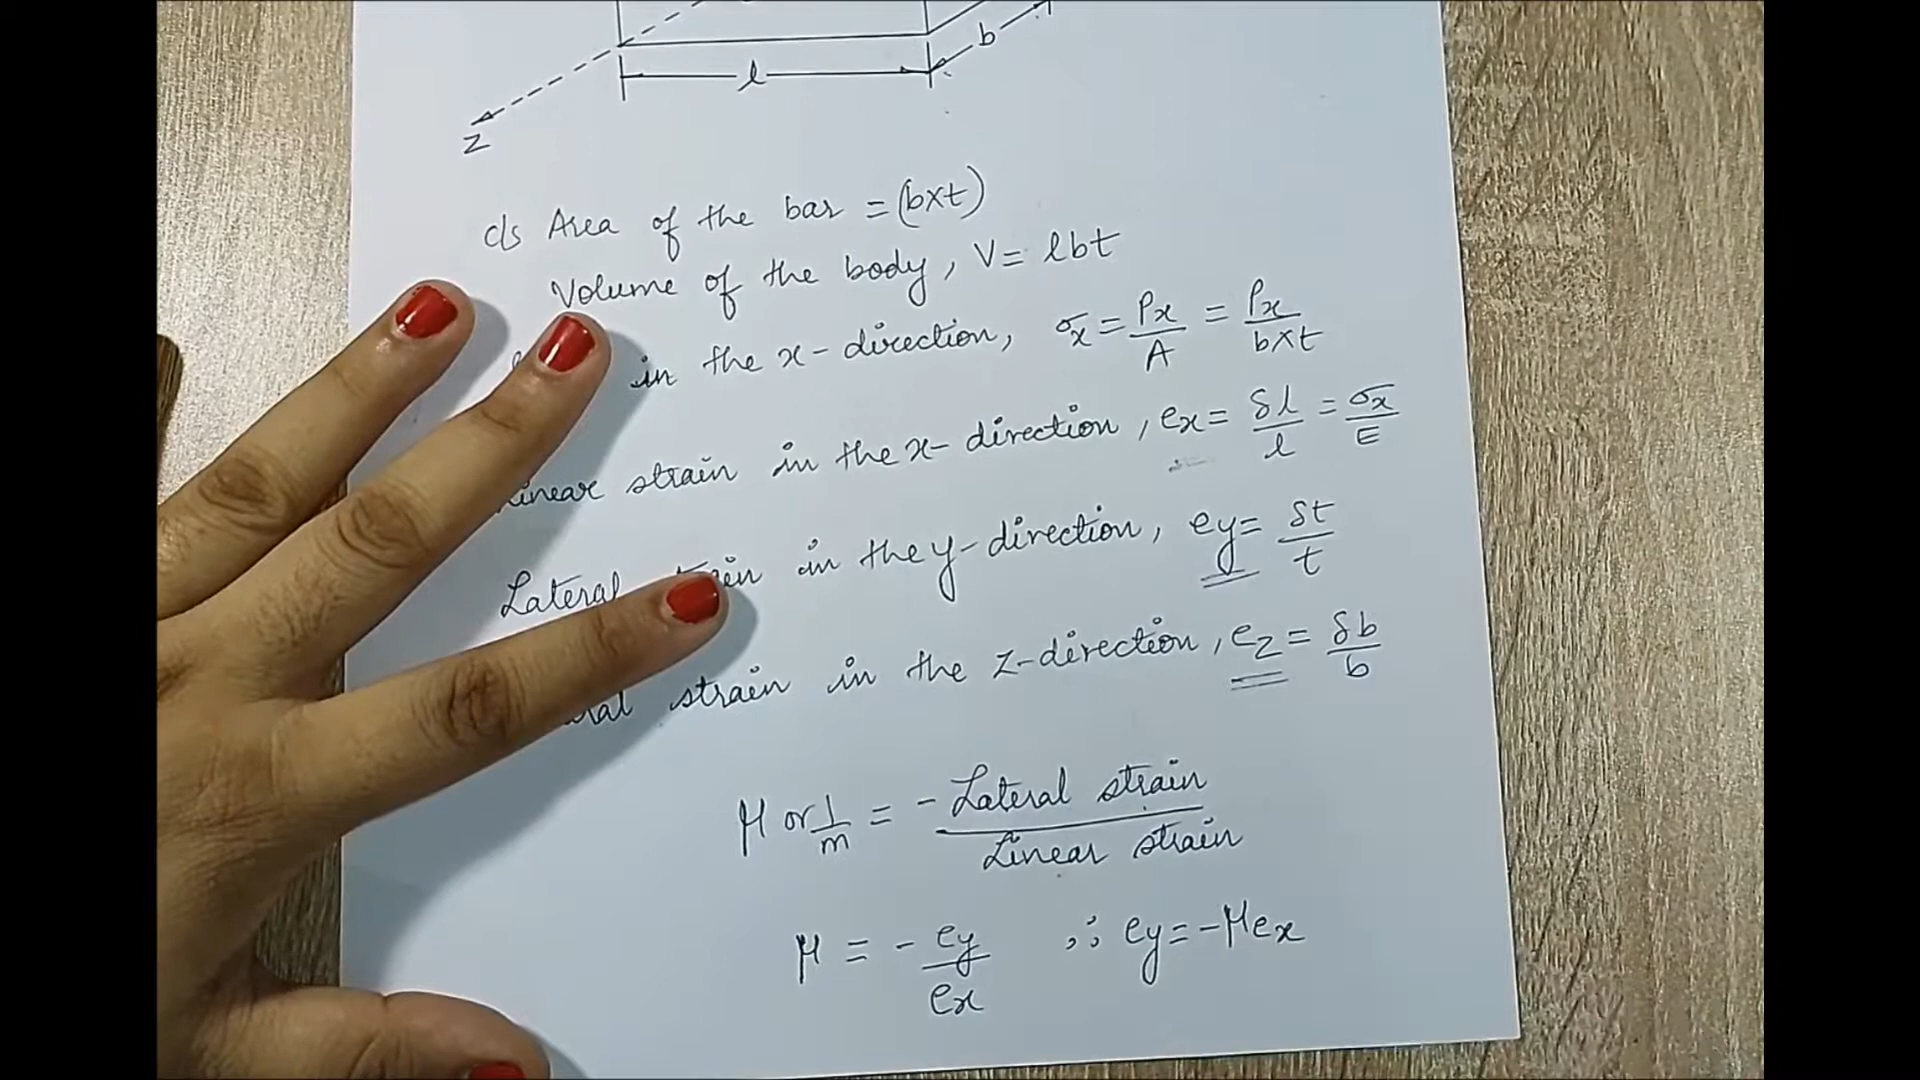 b
l
z
c/s Area of the bar = (b×t)
Volume of the body, V = lbt
in the x-direction, σx = Px/A = Px/b×t
Linear strain in the x-direction, ex = δl/l = σx/E
Lateral in the y-direction, ey = δt/t
strain in the z-direction, ez = δb/b
μ or 1/m = -Lateral strain/Linear strain
μ = - ey/ex ∴ ey = -μex